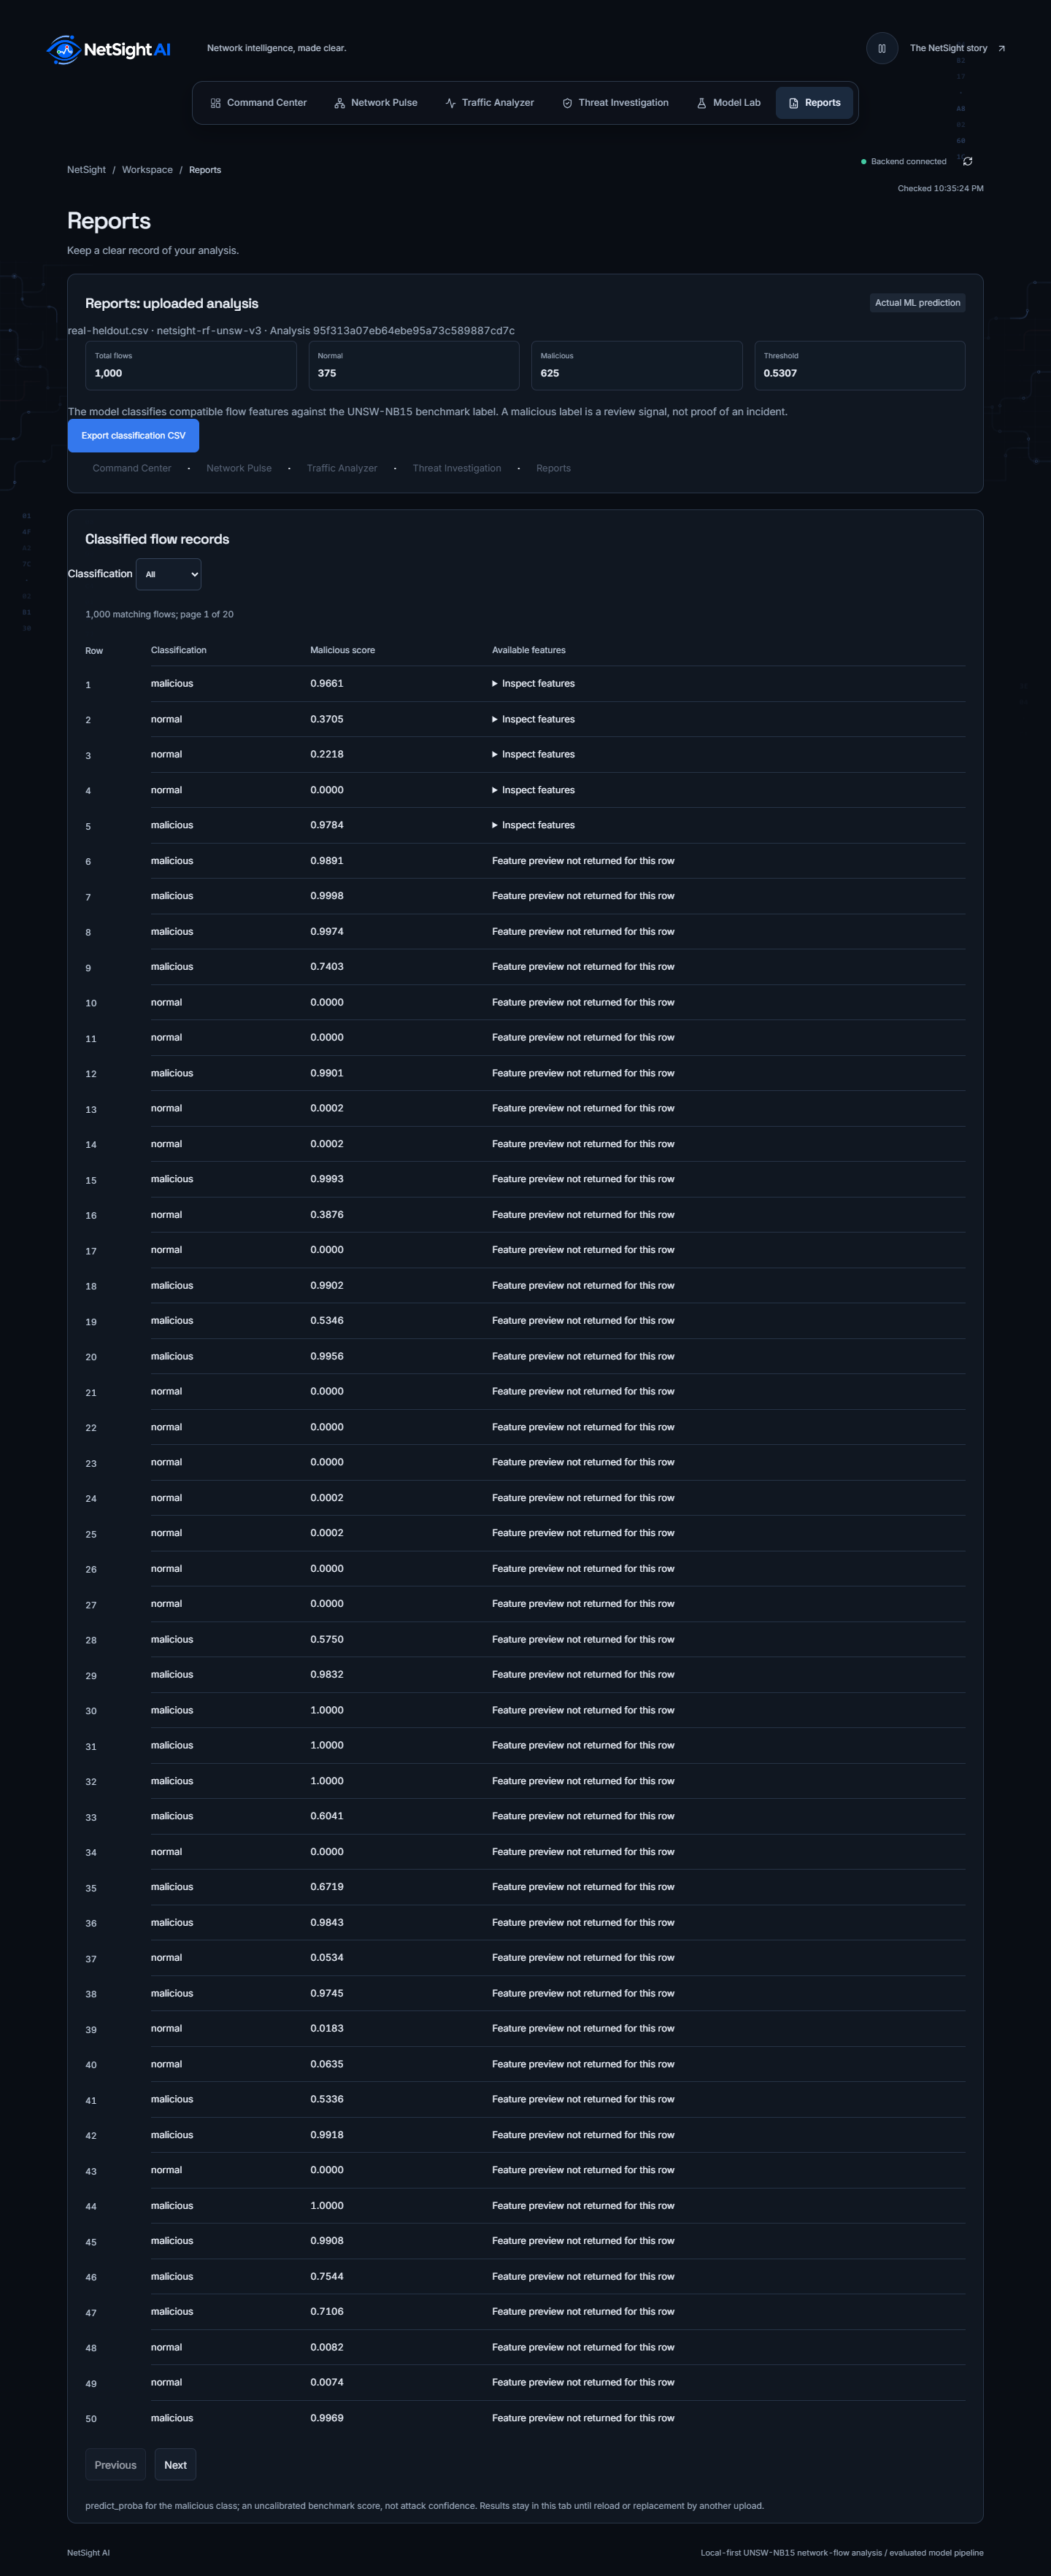 NetSight AI
Network intelligence, made clear.
The NetSight story
Command Center Network Pulse Traffic Analyzer Threat Investigation Model Lab Reports
NetSight / Workspace / Reports
Backend connected
Checked 10:35:24 PM
Reports
Keep a clear record of your analysis.
Reports: uploaded analysis
Actual ML prediction
real-heldout.csv · netsight-rf-unsw-v3 · Analysis 95f313a07eb64ebe95a73c589887cd7c
Total flows Normal Malicious Threshold
1,000 375 625 0.5307
The model classifies compatible flow features against the UNSW-NB15 benchmark label. A malicious label is a review signal, not proof of an incident.
Export classification CSV
Command Center · Network Pulse · Traffic Analyzer · Threat Investigation · Reports
Classified flow records
Classification All
1,000 matching flows; page 1 of 20
Row Classification Malicious score Available features
1 malicious 0.9661 ▶ Inspect features
2 normal 0.3705 ▶ Inspect features
3 normal 0.2218 ▶ Inspect features
4 normal 0.0000 ▶ Inspect features
5 malicious 0.9784 ▶ Inspect features
6 malicious 0.9891 Feature preview not returned for this row
7 malicious 0.9998 Feature preview not returned for this row
8 malicious 0.9974 Feature preview not returned for this row
9 malicious 0.7403 Feature preview not returned for this row
10 normal 0.0000 Feature preview not returned for this row
11 normal 0.0000 Feature preview not returned for this row
12 malicious 0.9901 Feature preview not returned for this row
13 normal 0.0002 Feature preview not returned for this row
14 normal 0.0002 Feature preview not returned for this row
15 malicious 0.9993 Feature preview not returned for this row
16 normal 0.3876 Feature preview not returned for this row
17 normal 0.0000 Feature preview not returned for this row
18 malicious 0.9902 Feature preview not returned for this row
19 malicious 0.5346 Feature preview not returned for this row
20 malicious 0.9956 Feature preview not returned for this row
21 normal 0.0000 Feature preview not returned for this row
22 normal 0.0000 Feature preview not returned for this row
23 normal 0.0000 Feature preview not returned for this row
24 normal 0.0002 Feature preview not returned for this row
25 normal 0.0002 Feature preview not returned for this row
26 normal 0.0000 Feature preview not returned for this row
27 normal 0.0000 Feature preview not returned for this row
28 malicious 0.5750 Feature preview not returned for this row
29 malicious 0.9832 Feature preview not returned for this row
30 malicious 1.0000 Feature preview not returned for this row
31 malicious 1.0000 Feature preview not returned for this row
32 malicious 1.0000 Feature preview not returned for this row
33 malicious 0.6041 Feature preview not returned for this row
34 normal 0.0000 Feature preview not returned for this row
35 malicious 0.6719 Feature preview not returned for this row
36 malicious 0.9843 Feature preview not returned for this row
37 normal 0.0534 Feature preview not returned for this row
38 malicious 0.9745 Feature preview not returned for this row
39 normal 0.0183 Feature preview not returned for this row
40 normal 0.0635 Feature preview not returned for this row
41 malicious 0.5336 Feature preview not returned for this row
42 malicious 0.9918 Feature preview not returned for this row
43 normal 0.0000 Feature preview not returned for this row
44 malicious 1.0000 Feature preview not returned for this row
45 malicious 0.9908 Feature preview not returned for this row
46 malicious 0.7544 Feature preview not returned for this row
47 malicious 0.7106 Feature preview not returned for this row
48 normal 0.0082 Feature preview not returned for this row
49 normal 0.0074 Feature preview not returned for this row
50 malicious 0.9969 Feature preview not returned for this row
Previous Next
predict_proba for the malicious class; an uncalibrated benchmark score, not attack confidence. Results stay in this tab until reload or replacement by another upload.
NetSight AI
Local-first UNSW-NB15 network-flow analysis / evaluated model pipeline